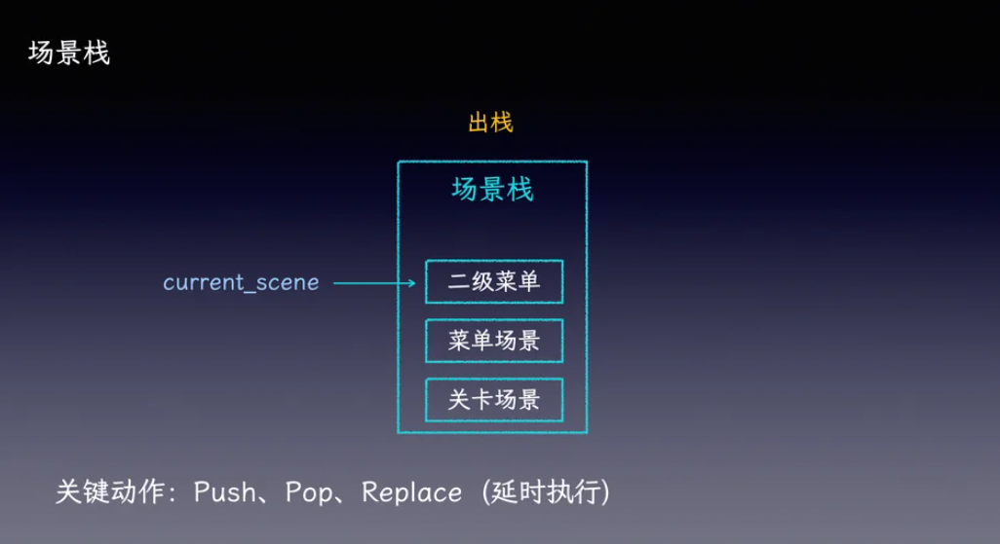 场景栈
出栈
场景栈
current_scene
二级菜单
菜单场景
关卡场景
关键动作：Push、Pop、Replace（延时执行）